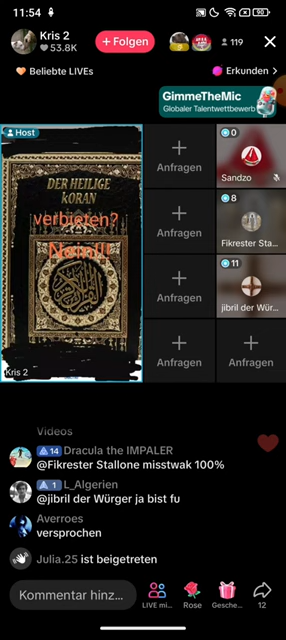 11:54
90
Kris 2
53.8K
+ Folgen
9
119
Beliebte LIVEs
Erkunden >
GimmeTheMic
Globaler Talentwettbewerb
Host
DER HEILIGE
KORAN
verbieten?
Nein!!
Kris 2
Anfragen
Anfragen
Anfragen
Anfragen
Anfragen
0
Sandzo
8
Fikrester Sta...
11
jibril der Wür...
Videos
14 Dracula the IMPALER
@Fikrester Stallone misstwak 100%
1 L_Algerien
@jibril der Würger ja bist fu
Averroes
versprochen
Julia.25 ist beigetreten
Kommentar hinz...
LIVE mi...
Rose
Gesche...
12